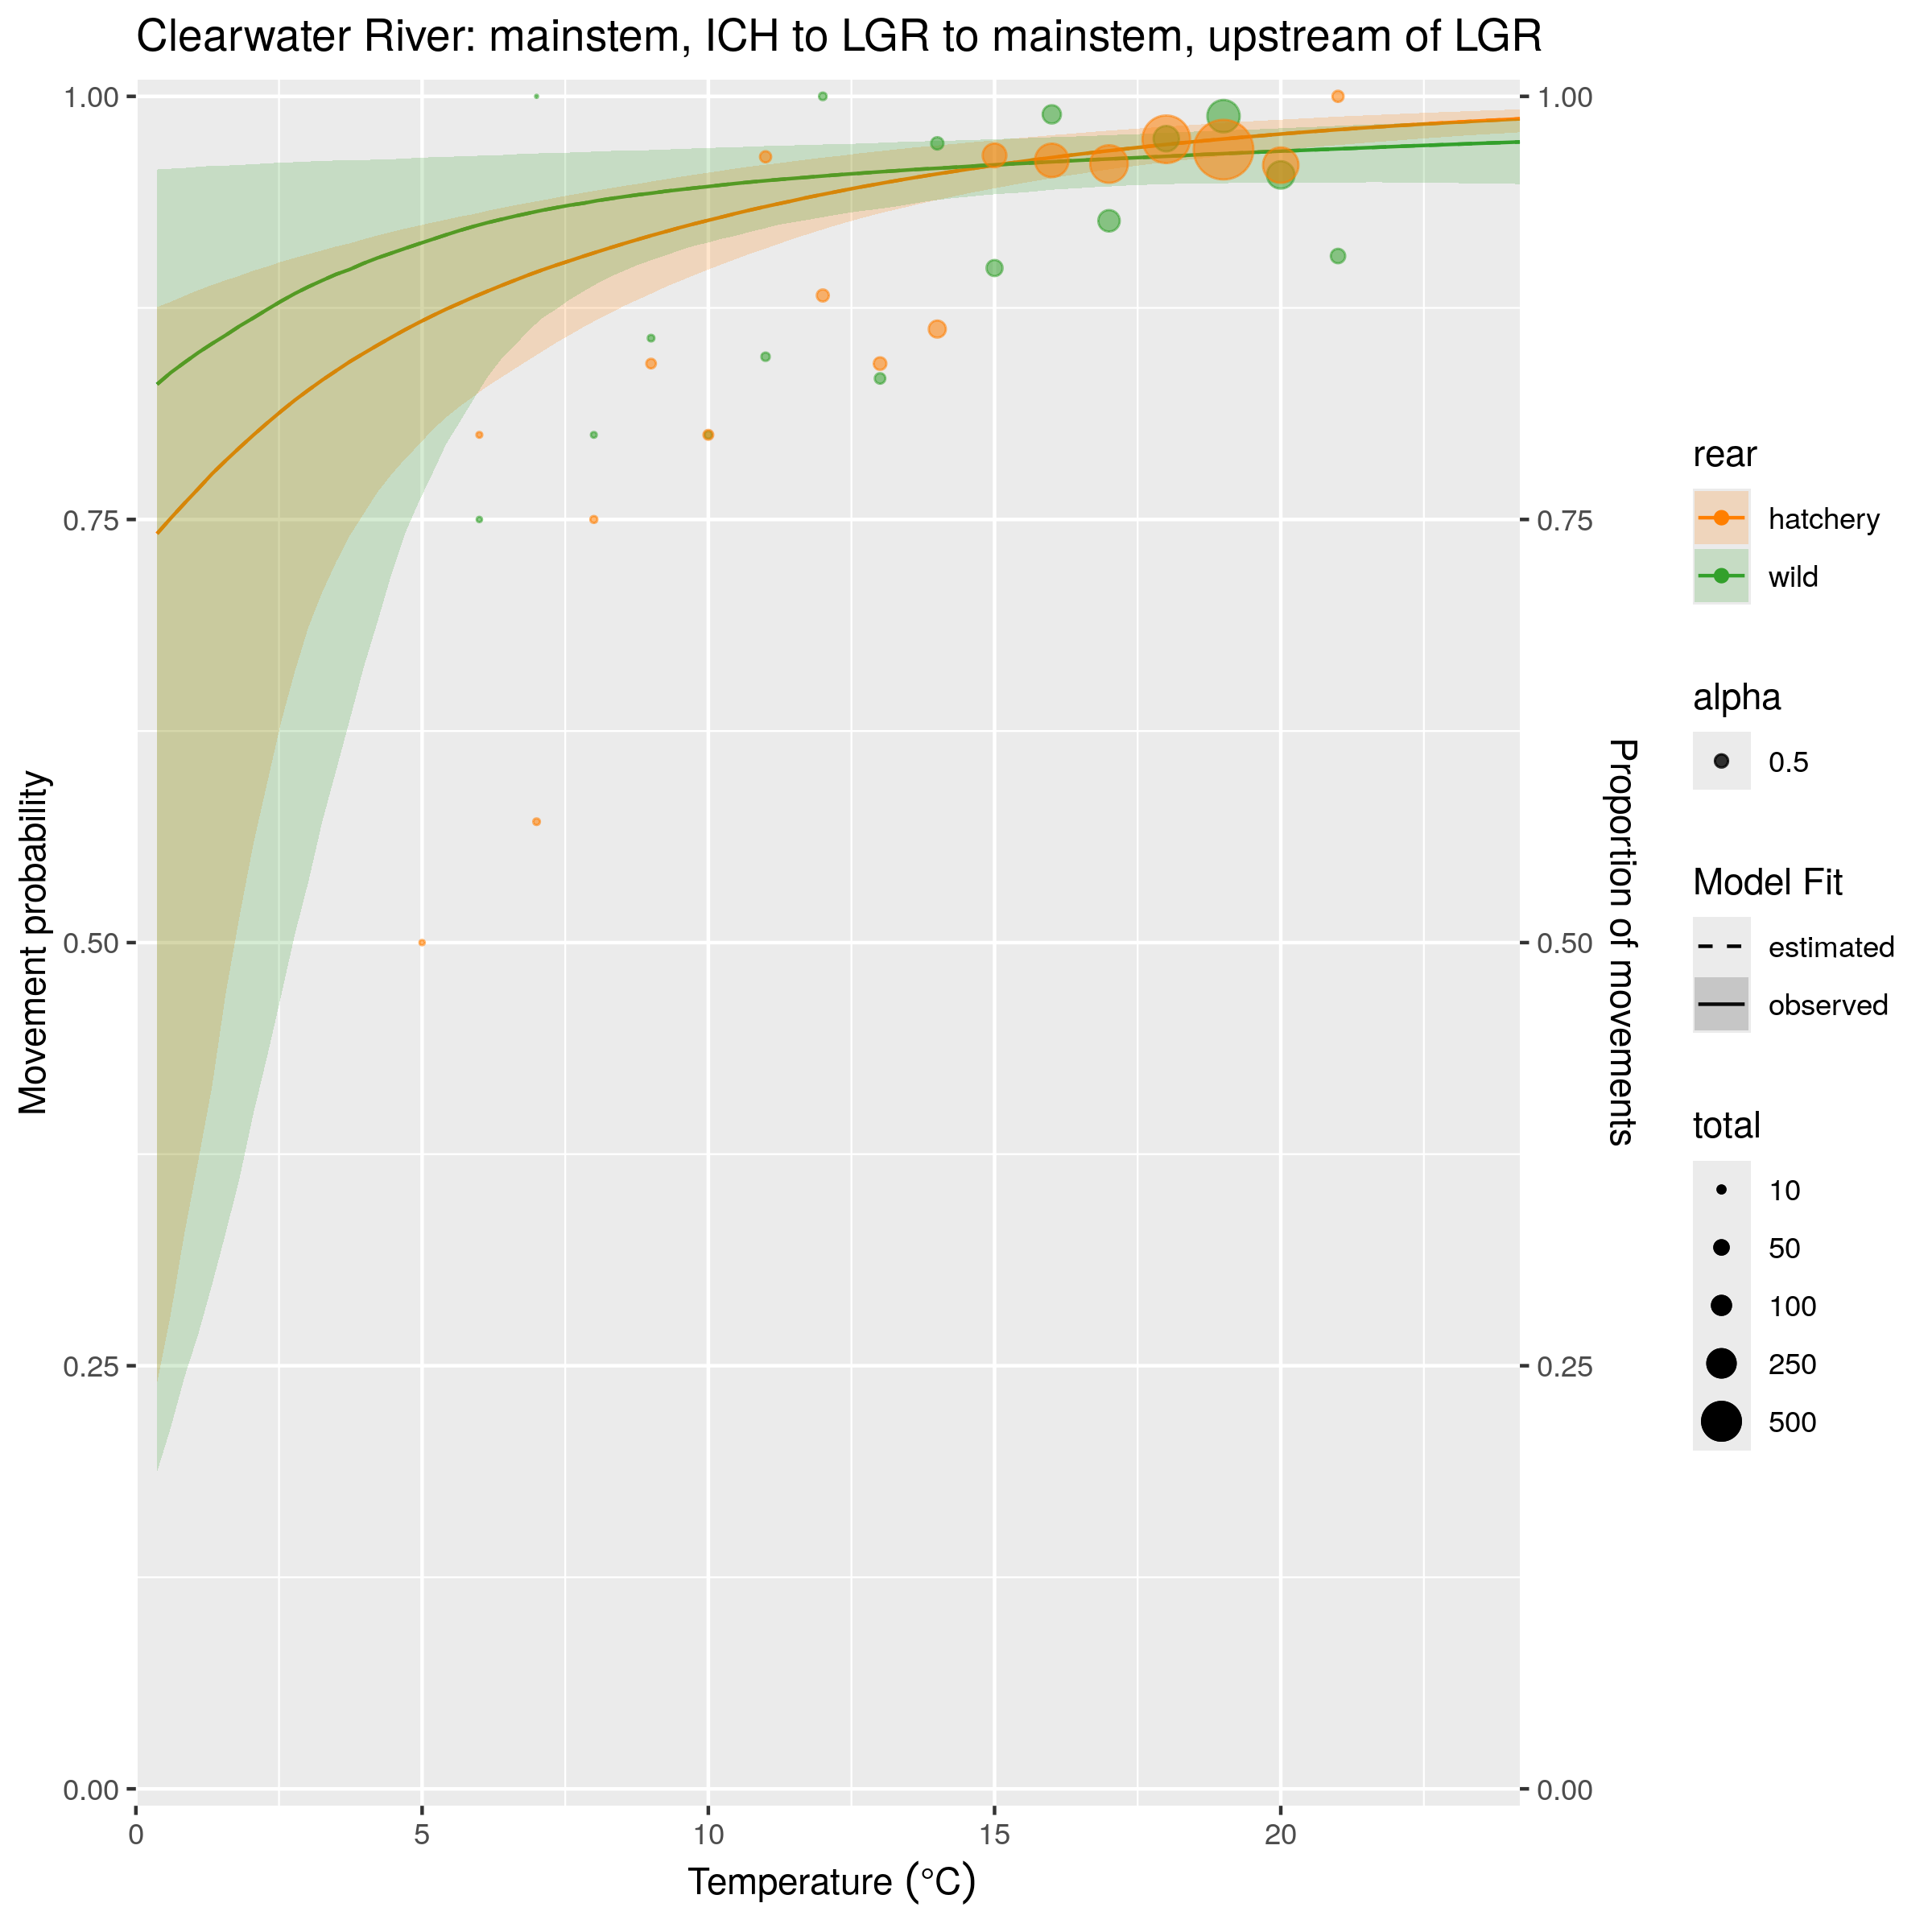 Clearwater River: mainstem, ICH to LGR to mainstem, upstream of LGR
Movement probability
1.00
0.75
0.50
0.25
0.00
0
5
10
15
20
Temperature (°C)
1.00
0.75
0.50
0.25
0.00
Proportion of movements
rear
hatchery
wild
alpha
0.5
Model Fit
estimated
observed
total
10
50
100
250
500